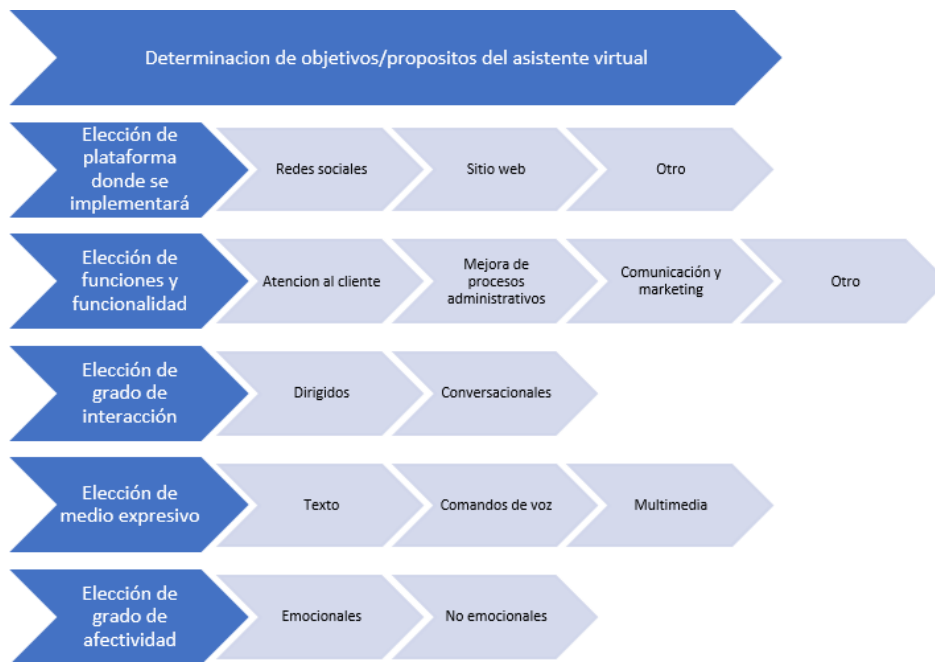 Determinacion de objetivos/propositos del asistente virtual
Elección de
plataforma
donde se
implementará
Redes sociales
Sitio web
Otro
Elección de
funciones y
funcionalidad
Atencion al cliente
Mejora de
procesos
administrativos
Comunicación y
marketing
Otro
Elección de
grado de
interacción
Dirigidos
Conversacionales
Elección de
medio expresivo
Texto
Comandos de voz
Multimedia
Elección de
grado de
afectividad
Emocionales
No emocionales